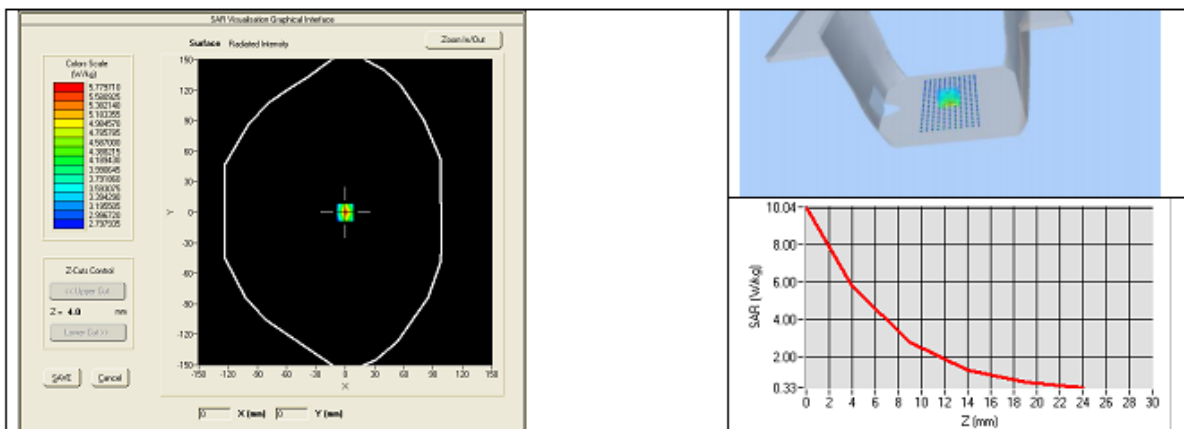 SAR Visualisation Graphical Interface
Surface Radiated Intensity
Zoom In/Out
Colors Scale
(W/kg)
5.779710
5.580925
5.382140
5.183355
4.984570
4.785785
4.587000
4.388215
4.189430
3.990645
3.791860
3.593075
3.394290
3.195505
2.996720
2.797935
Z-Cuts Control
<< Upper Cut
Z = 4.0 mm
Lower Cut >>
SAVE Cancel
150
120
90
60
30
0
-30
-60
-90
-120
-150
Y
-150 -120 -90 -60 -30 0 30 60 90 120 150
X
0 X (mm) 0 Y (mm)
10.04
8.00
6.00
4.00
2.00
0.33
SAR (W/kg)
0 2 4 6 8 10 12 14 16 18 20 22 24 26 28 30
Z (mm)